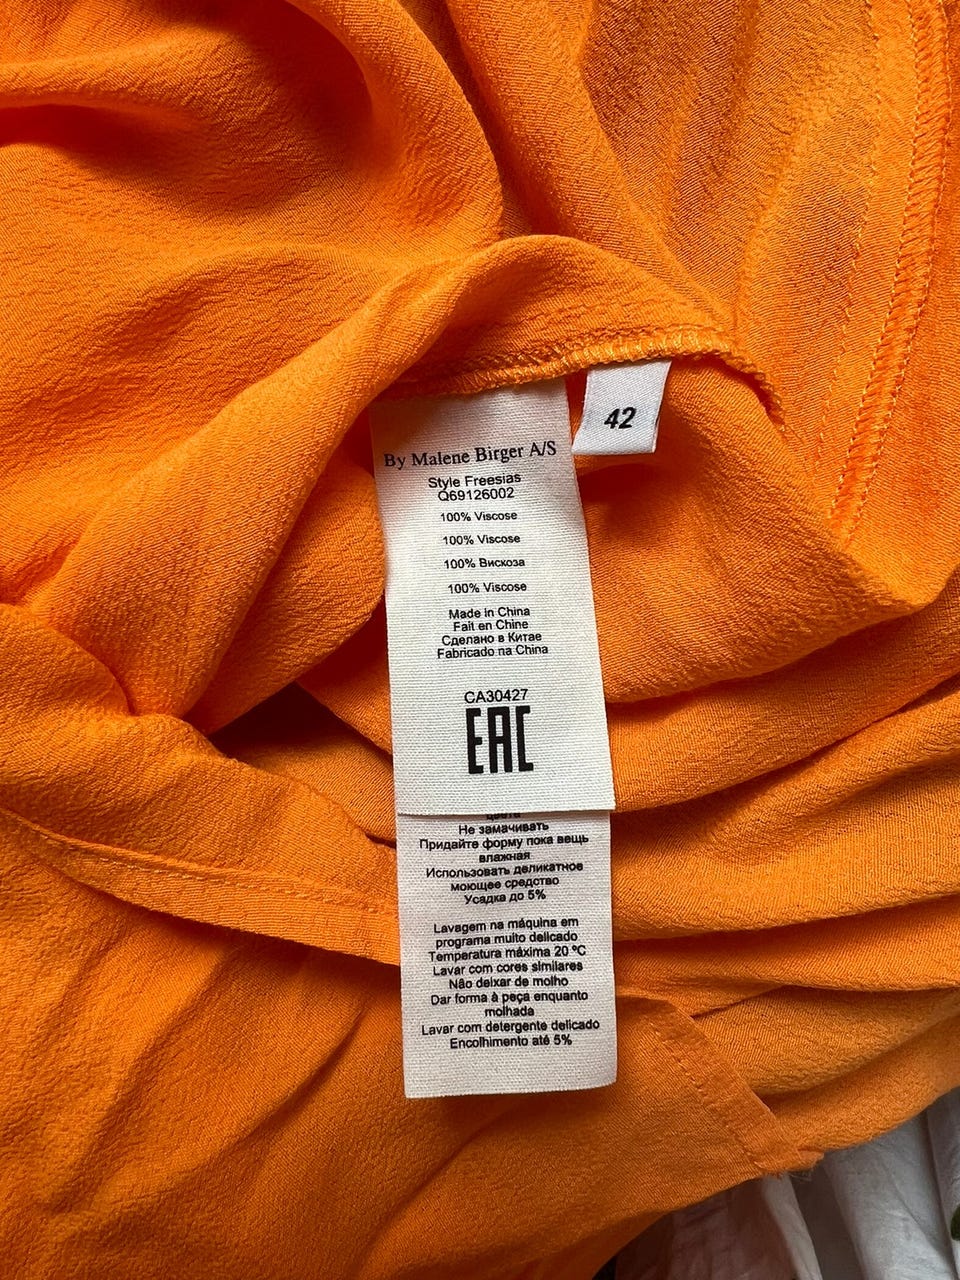 42
By Malene Birger A/S
Style Freesias
Q69126002
100% Viscose
100% Viscose
100% Вискоза
100% Viscose
Made in China
Fait en Chine
Сделано в Китае
Fabricado na China
CA30427
EAC
Не замачивать
Придайте форму пока вещь
влажная
Использовать деликатное
моющее средство
Усадка до 5%
Lavagem na máquina em
programa muito delicado
Temperatura máxima 20 ºC
Lavar com cores similares
Não deixar de molho
Dar forma à peça enquanto
molhada
Lavar com detergente delicado
Encolhimento até 5%